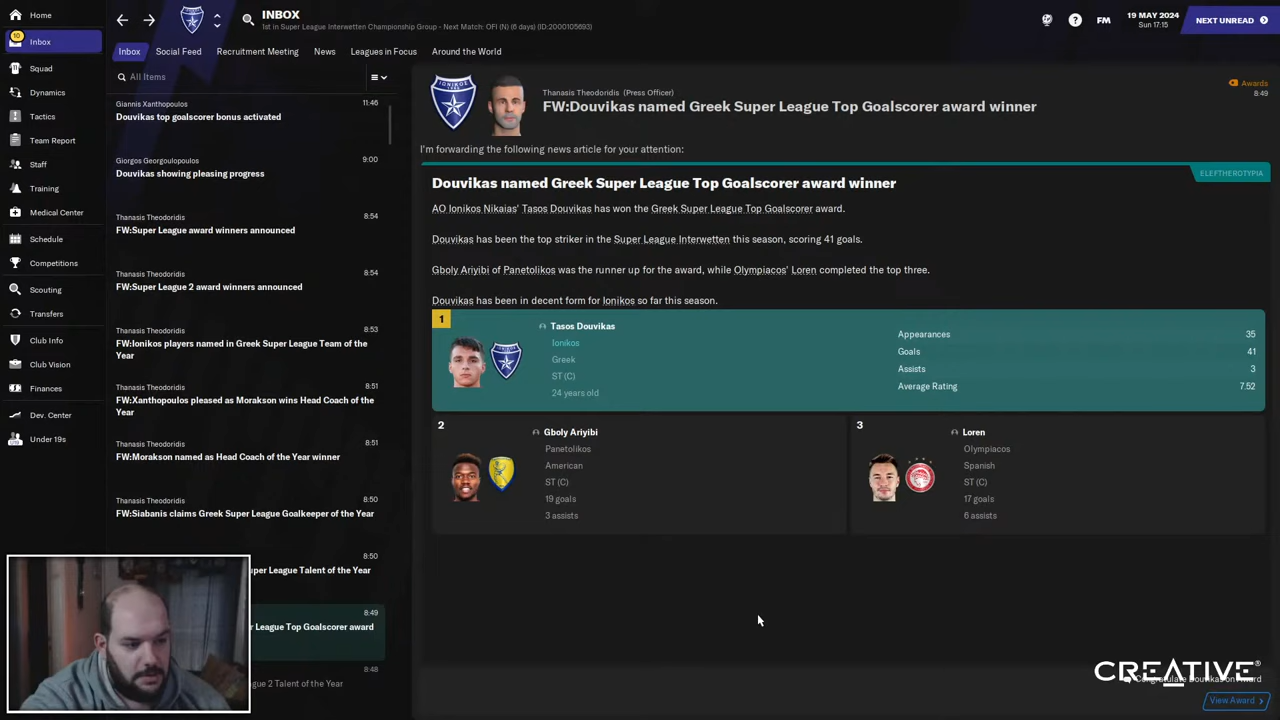 Home
10
Inbox
Squad
Dynamics
Tactics
Team Report
Staff
Training
Medical Center
Schedule
Competitions
Scouting
Transfers
Club Info
Club Vision
Finances
Dev. Center
Under 19s
INBOX
1st in Super League Interwetten Championship Group - Next Match: OFI (N) (6 days) (ID:2000105693)
FM
19 MAY 2024
Sun 17:15
NEXT UNREAD
Inbox
Social Feed
Recruitment Meeting
News
Leagues in Focus
Around the World
All Items
Giannis Xanthopoulos
11:46
Douvikas top goalscorer bonus activated
Giorgos Georgoulopoulos
9:00
Douvikas showing pleasing progress
Thanasis Theodoridis
8:54
FW:Super League award winners announced
Thanasis Theodoridis
8:54
FW:Super League 2 award winners announced
Thanasis Theodoridis
8:53
FW:Ionikos players named in Greek Super League Team of the
Year
Thanasis Theodoridis
8:51
FW:Xanthopoulos pleased as Morakson wins Head Coach of the
Year
Thanasis Theodoridis
8:51
FW:Morakson named as Head Coach of the Year winner
Thanasis Theodoridis
8:50
FW:Siabanis claims Greek Super League Goalkeeper of the Year
8:50
per League Talent of the Year
8:49
League Top Goalscorer award
8:48
gue 2 Talent of the Year
IONIKOS
Thanasis Theodoridis (Press Officer)
FW:Douvikas named Greek Super League Top Goalscorer award winner
Awards
8:49
I'm forwarding the following news article for your attention:
ELEFTHEROTYPIA
Douvikas named Greek Super League Top Goalscorer award winner
AO Ionikos Nikaias' Tasos Douvikas has won the Greek Super League Top Goalscorer award.
Douvikas has been the top striker in the Super League Interwetten this season, scoring 41 goals.
Gboly Ariyibi of Panetolikos was the runner up for the award, while Olympiacos' Loren completed the top three.
Douvikas has been in decent form for Ionikos so far this season.
1
Tasos Douvikas
Ionikos
Greek
ST (C)
24 years old
Appearances 35
Goals 41
Assists 3
Average Rating 7.52
2
Gboly Ariyibi
Panetolikos
American
ST (C)
19 goals
3 assists
3
Loren
Olympiacos
Spanish
ST (C)
17 goals
6 assists
CREATIVE
Congratulate Douvikas on Award
View Award